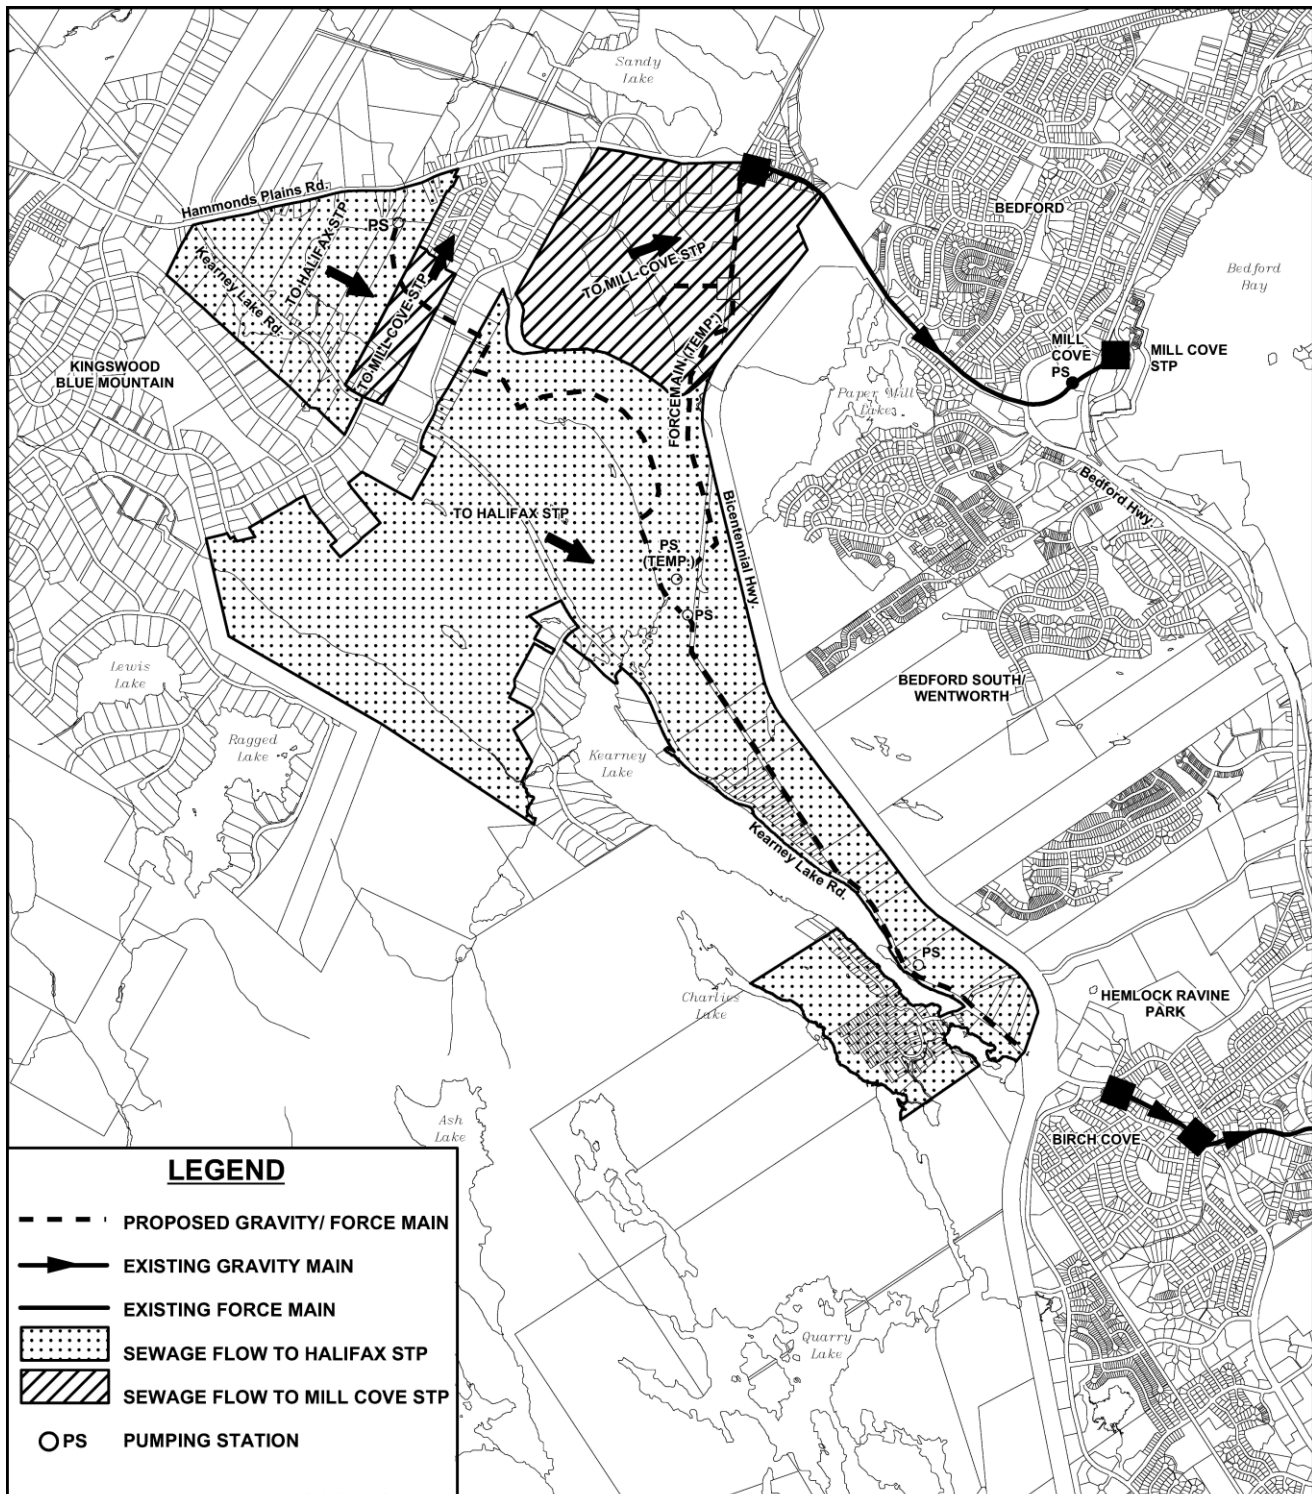 Sandy
Lake
Hammonds Plains Rd.
PS
TO HALIFAX STP
Kearney Lake Rd.
TO MILL COVE STP
TO MILL COVE STP
BEDFORD
Bedford
Bay
KINGSWOOD
BLUE MOUNTAIN
FORCEMAIN (TEMP.)
MILL
COVE
PS
MILL COVE
STP
Paper Mill
Lake
Bedford Hwy.
TO HALIFAX STP
Bicentennial Hwy.
PS
(TEMP.)
PS
Lewis
Lake
Ragged
Lake
Kearney
Lake
BEDFORD SOUTH/
WENTWORTH
Kearney Lake Rd.
PS
Charlies
Lake
HEMLOCK RAVINE
PARK
Ash
Lake
BIRCH COVE
Quarry
Lake
LEGEND
PROPOSED GRAVITY/ FORCE MAIN
EXISTING GRAVITY MAIN
EXISTING FORCE MAIN
SEWAGE FLOW TO HALIFAX STP
SEWAGE FLOW TO MILL COVE STP
PS PUMPING STATION